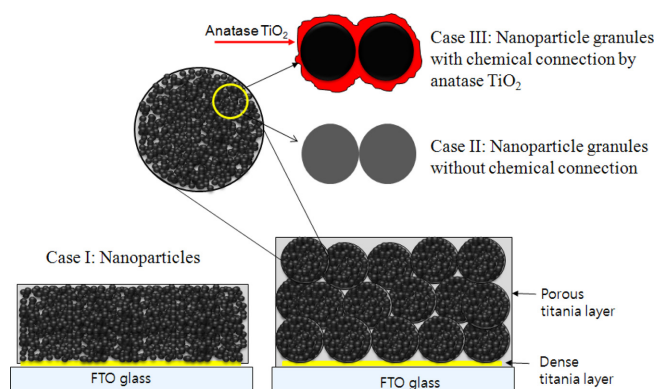 Anatase TiO₂
Case III: Nanoparticle granules
with chemical connection by
anatase TiO₂
Case II: Nanoparticle granules
without chemical connection
Case I: Nanoparticles
Porous
titania layer
Dense
titania layer
FTO glass
FTO glass